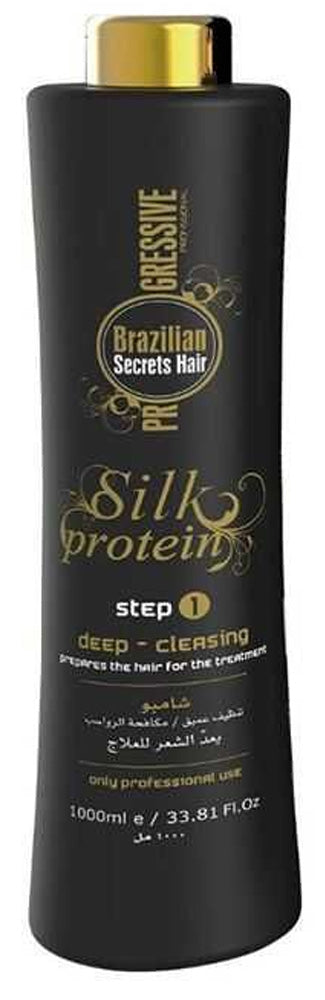 PROGRESSIVE
PROFESSIONAL
Brazilian
Secrets Hair
Silk
protein
step 1
deep - cleasing
prepares the hair for the treatment
شامبو
تنظيف عميق / مكافحة الرواسب
يعدّ الشعر للعلاج
only professional use
1000ml e / 33.81 Fl.Oz
١٠٠٠ مل